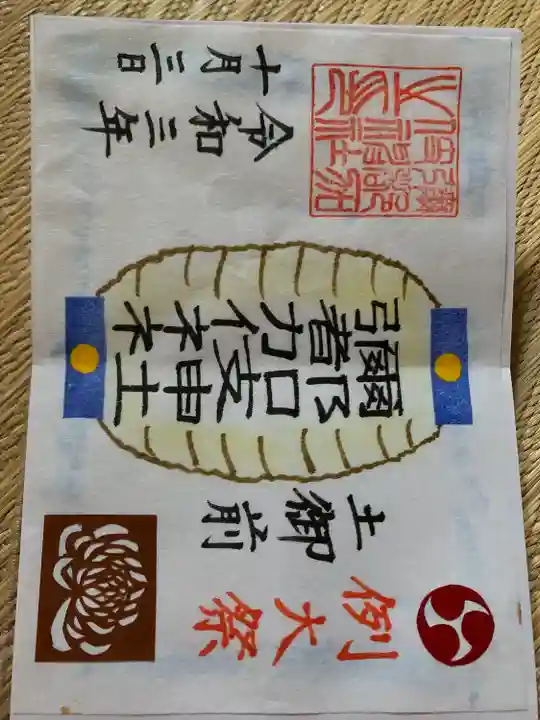 例大祭
土御前
彌都加伎神社
令和三年
十月三日